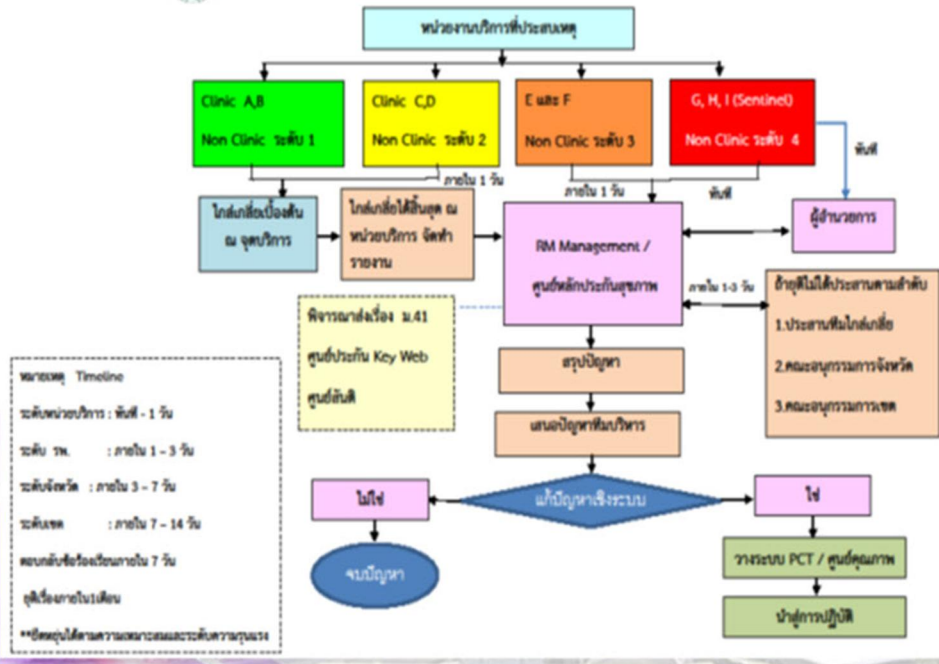 หน่วยงานบริการที่ประสบเหตุ
Clinic A,B
Non Clinic ระดับ 1
Clinic C,D
Non Clinic ระดับ 2
E และ F
Non Clinic ระดับ 3
G, H, I (Sentinel)
Non Clinic ระดับ 4
ทันที
ภายใน 1 วัน
ภายใน 1 วัน
ทันที
ไกล่เกลี่ยเบื้องต้น
ณ จุดบริการ
ไกล่เกลี่ยได้สิ้นสุด ณ
หน่วยบริการ จัดทำ
รายงาน
RM Management /
ศูนย์หลักประกันสุขภาพ
ผู้อำนวยการ
ภายใน 1-3 วัน
ถ้ายุติไม่ได้ประสานตามลำดับ
1.ประสานทีมไกล่เกลี่ย
2.คณะอนุกรรมการจังหวัด
3.คณะอนุกรรมการเขต
พิจารณาส่งเรื่อง ม.41
ศูนย์ประกัน Key Web
ศูนย์สันติ
สรุปปัญหา
เสนอปัญหาทีมบริหาร
แก้ปัญหาเชิงระบบ
ไม่ใช่
ใช่
จบปัญหา
วางระบบ PCT / ศูนย์คุณภาพ
นำสู่การปฏิบัติ
หมายเหตุ Timeline
ระดับหน่วยบริการ : ทันที - 1 วัน
ระดับ รพ. : ภายใน 1 – 3 วัน
ระดับจังหวัด : ภายใน 3 – 7 วัน
ระดับเขต : ภายใน 7 – 14 วัน
ตอบกลับข้อร้องเรียนภายใน 7 วัน
ยุติเรื่องภายใน1เดือน
**ยืดหยุ่นได้ตามความเหมาะสมและระดับความรุนแรง